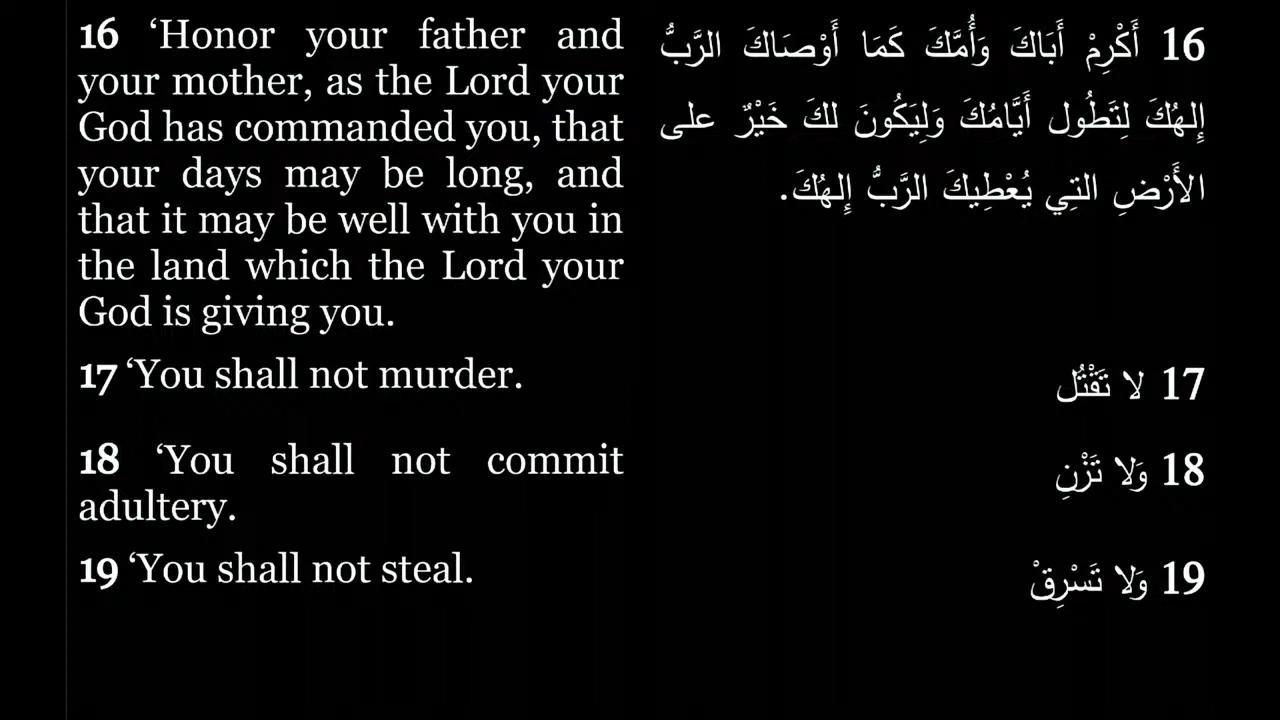 16 ‘Honor your father and
your mother, as the Lord your
God has commanded you, that
your days may be long, and
that it may be well with you in
the land which the Lord your
God is giving you.
17 ‘You shall not murder.
18 ‘You shall not commit
adultery.
19 ‘You shall not steal.
16 أَكْرِمْ أَبَاكَ وَأُمَّكَ كَمَا أَوْصَاكَ الرَّبُّ
إِلهُكَ لِتَطُول أَيَّامُكَ وَلِيَكُونَ لكَ خَيْرٌ على
الأَرْضِ التِي يُعْطِيكَ الرَّبُّ إِلهُكَ.
17 لا تَقْتُل
18 وَلا تَزْنِ
19 وَلا تَسْرِقْ